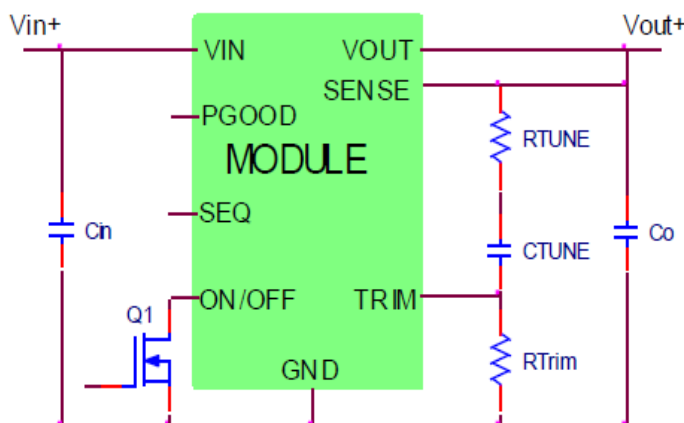 Vin+
Vout+
VIN
VOUT
SENSE
PGOOD
RTUNE
MODULE
SEQ
Cin
CTUNE
Co
ON/OFF
TRIM
Q1
GND
RTrim